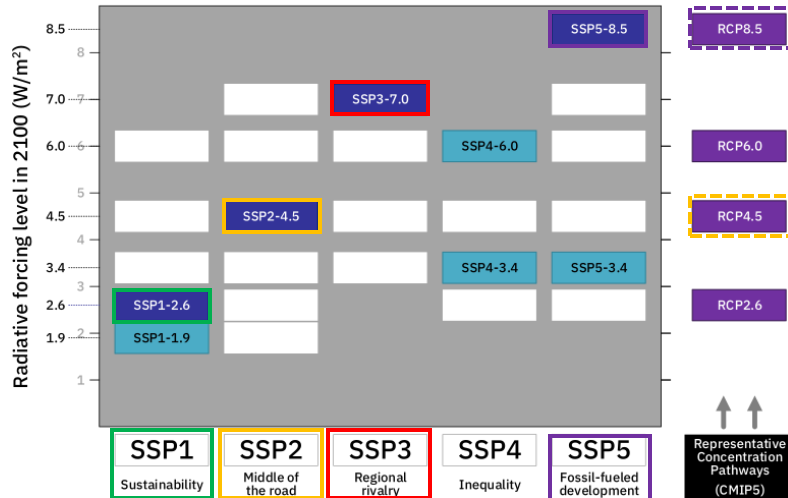 Radiative forcing level in 2100 (W/m²)
8.5
8
7.0
7
6.0
6
5
4.5
4
3.4
3
2.6
2
1.9
1
SSP5-8.5
SSP3-7.0
SSP4-6.0
SSP2-4.5
SSP4-3.4
SSP5-3.4
SSP1-2.6
SSP1-1.9
RCP8.5
RCP6.0
RCP4.5
RCP2.6
SSP1
Sustainability
SSP2
Middle of
the road
SSP3
Regional
rivalry
SSP4
Inequality
SSP5
Fossil-fueled
development
Representative
Concentration
Pathways
(CMIP5)